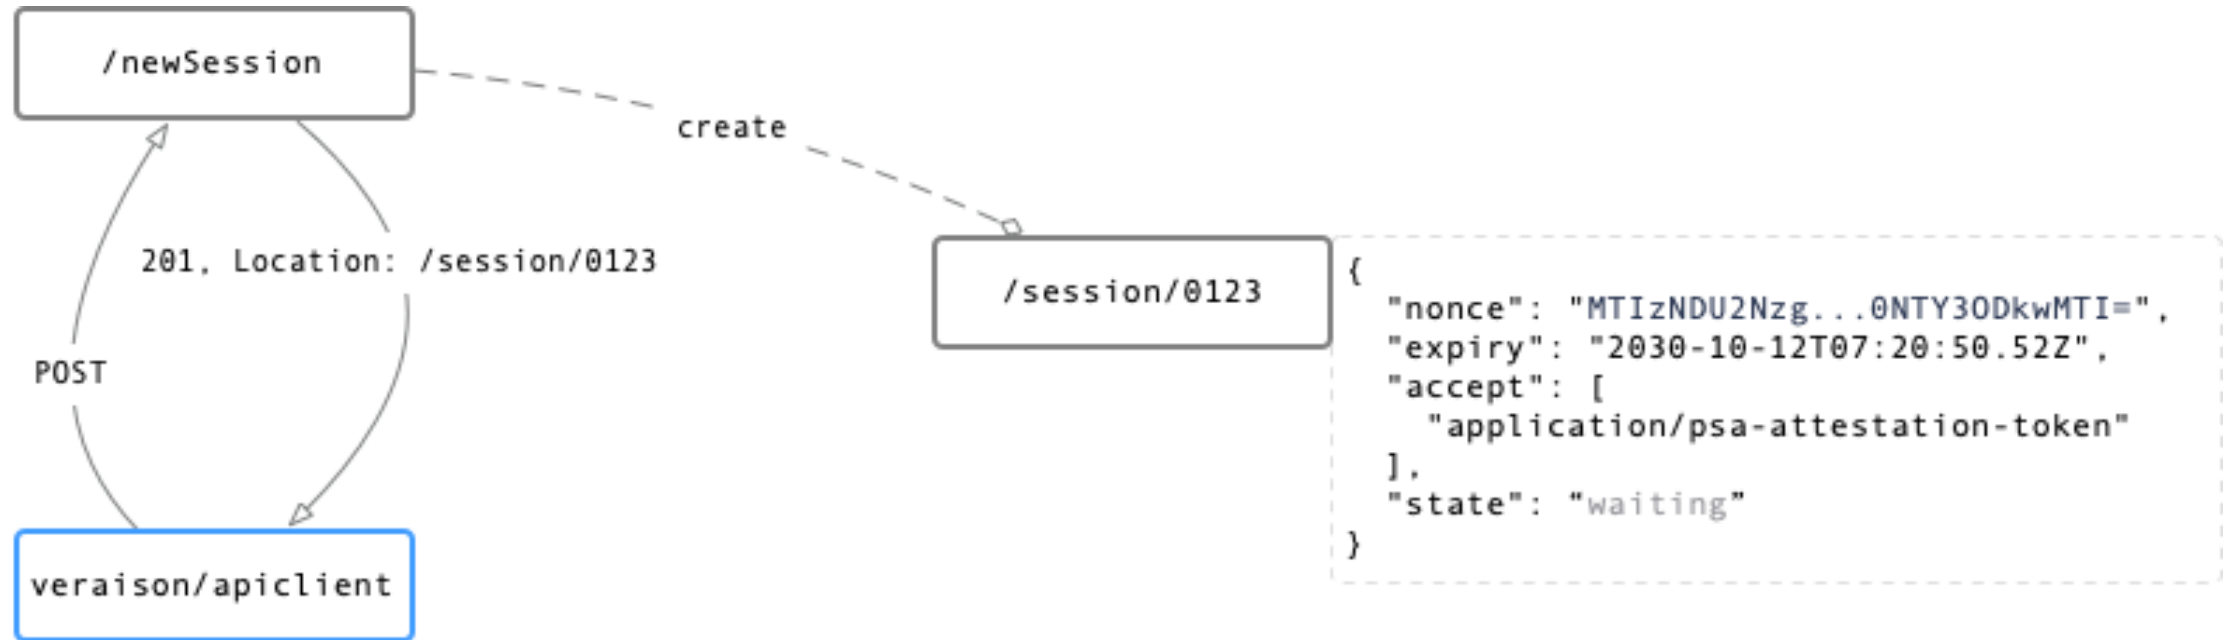 /newSession
create
201, Location: /session/0123
/session/0123
{
"nonce": "MTIzNDU2Nzg...0NTY3ODkwMTI=",
"expiry": "2030-10-12T07:20:50.52Z",
"accept": [
"application/psa-attestation-token"
],
"state": “waiting”
}
POST
veraison/apiclient